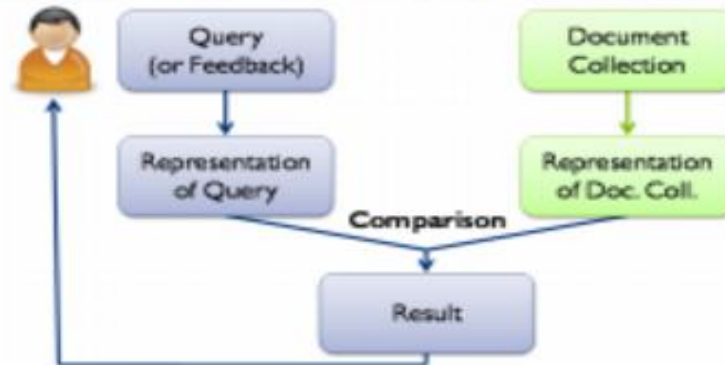 Query
(or Feedback)
Document
Collection
Representation
of Query
Representation
of Doc. Coll.
Comparison
Result